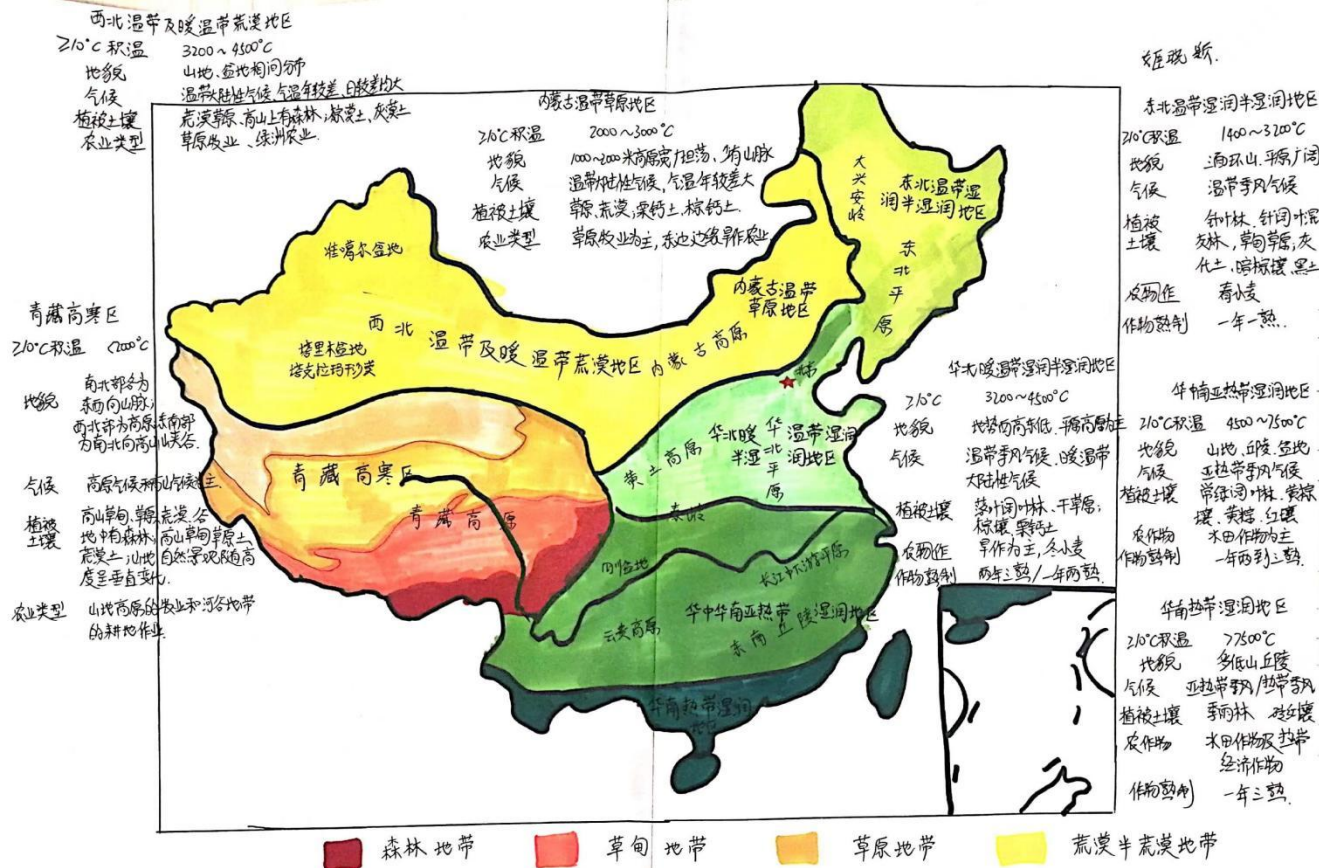 西北温带及暖温带荒漠地区
≥10°C积温 3200~4500°C
地貌 山地、盆地相间分布
气候 温带大陆性气候、气温年较差、日较差均大
植被土壤 荒漠草原、高山上有森林;棕漠土、灰漠土
农业类型 草原牧业、绿洲农业.
内蒙古温带草原地区
≥10°C积温 2000~3000°C
地貌 1000~2000米高原宽广坦荡、少有山脉
气候 温带大陆性气候,气温年较差大
植被土壤 草原、荒漠;栗钙土、棕钙土.
农业类型 草原牧业为主,东边边缘旱作农业
东北温带湿润半湿润地区
≥10°C积温 1400~3200°C
地貌 三面环山、平原广阔
气候 温带季风气候
植被土壤 针叶林、针阔叶混
交林,草甸草原;灰
化土,暗棕壤、黑土
农作物 春小麦
作物熟制 一年一熟.
青藏高寒区
≥10°C积温 <2000°C
地貌 南北部各为
东西向山脉;
西北部为高原;东南部
为南北向高山峡谷.
气候 高原气候和高山气候为主.
植被土壤 高山草甸、草原、荒漠、谷
地中有森林;高山草甸草原土、
荒漠土;山地自然景观随高
度呈垂直变化.
农业类型 山地高原的牧业和河谷地带
的耕地作业.
华北暖温带湿润半湿润地区
≥10°C 3200~4500°C
地貌 地势西高东低、平原高原为主
气候 温带季风气候、暖温带
大陆性气候
植被土壤 落叶阔叶林、干草原;
棕壤、栗钙土
农作物 旱作为主,冬小麦
作物熟制 两年三熟/一年两熟.
华中华南亚热带湿润地区
≥10°C积温 4500~7500°C
地貌 山地、丘陵、盆地
气候 亚热带季风气候
植被土壤 常绿阔叶林、黄棕
壤、黄棕、红壤
农作物 水田作物为主
作物熟制 一年两到三熟.
华南热带湿润地区
≥10°C积温 >7500°C
地貌 多低山丘陵
气候 亚热带季风/热带季风
植被土壤 季雨林 砖红壤
农作物 水田作物及热带
经济作物
作物熟制 一年三熟.
大兴安岭
东北温带湿
润半湿润地区
东北平原
准噶尔盆地
内蒙古温带
草原地区
西北温带及暖温带荒漠地区
内蒙古高原
塔里木盆地
塔克拉玛干沙漠
北京
华北暖温带湿润
半湿润地区
华北平原
黄土高原
青藏高寒区
青藏高原
秦岭
四川盆地
长江中下游平原
华中华南亚热带湿润地区
云贵高原
东南丘陵
华南热带湿润
地区
森林地带
草甸地带
草原地带
荒漠半荒漠地带